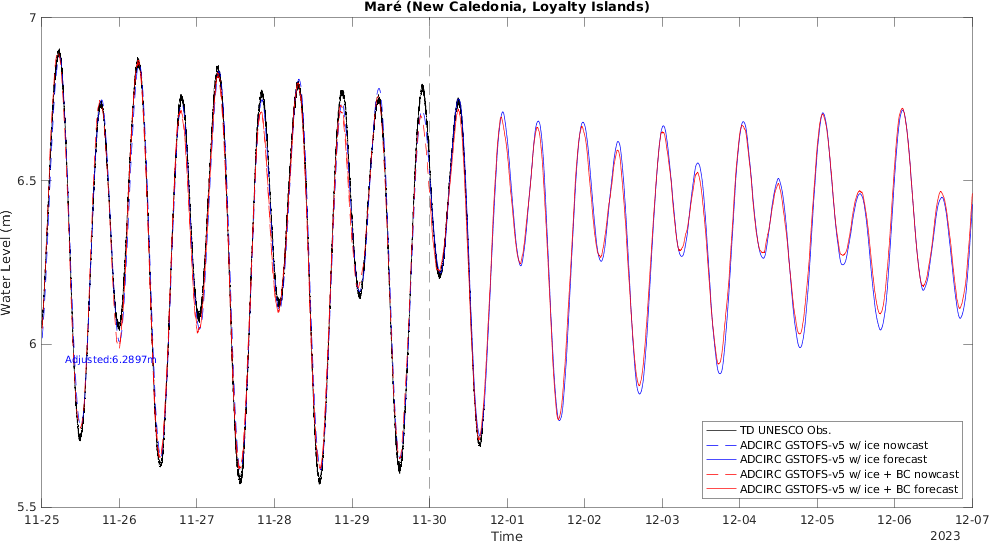 Maré (New Caledonia, Loyalty Islands)
7
6.5
6
5.5
Water Level (m)
Adjusted:6.2897m
TD UNESCO Obs.
ADCIRC GSTOFS-v5 w/ ice nowcast
ADCIRC GSTOFS-v5 w/ ice forecast
ADCIRC GSTOFS-v5 w/ ice + BC nowcast
ADCIRC GSTOFS-v5 w/ ice + BC forecast
11-25 11-26 11-27 11-28 11-29 11-30 12-01 12-02 12-03 12-04 12-05 12-06 12-07
Time
2023